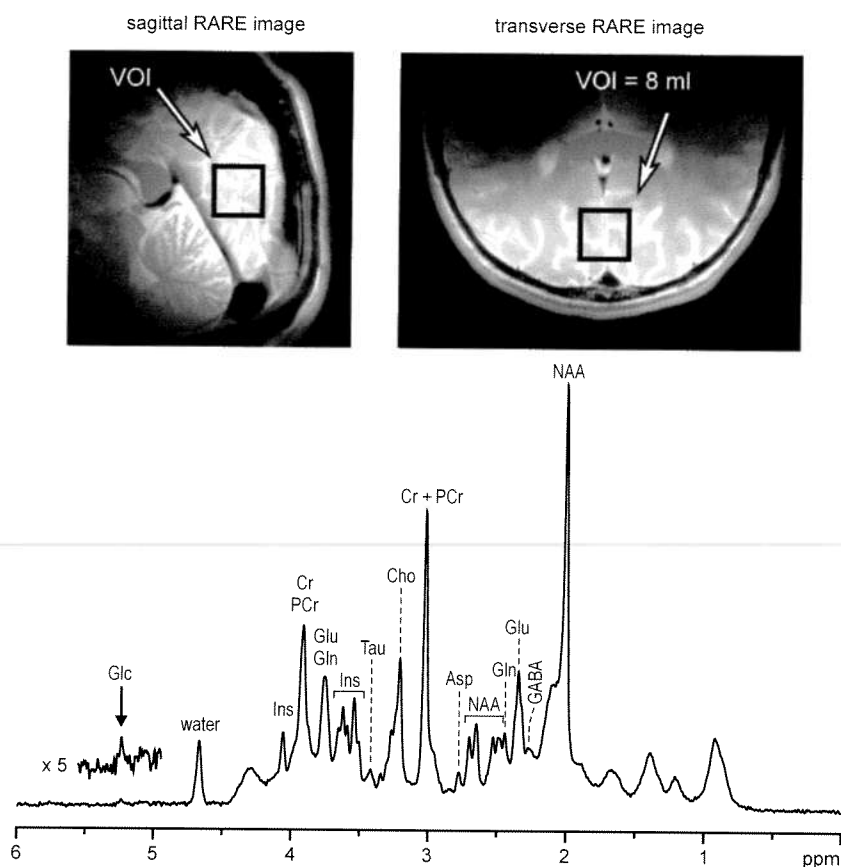 sagittal RARE image
transverse RARE image
VOI
VOI = 8 ml
NAA
Cr + PCr
Cr
PCr
Cho
Glu
Gln
Tau
Glu
Glc
Ins
Asp
Gln
GABA
NAA
Ins
water
x 5
6 5 4 3 2 1 ppm